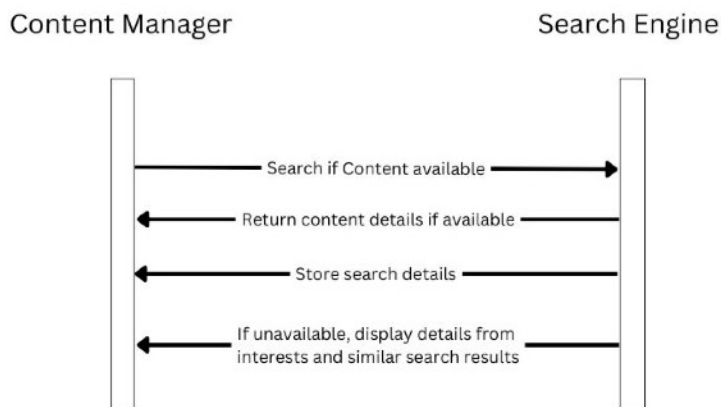 Content Manager
Search Engine
Search if Content available
Return content details if available
Store search details
If unavailable, display details from
interests and similar search results